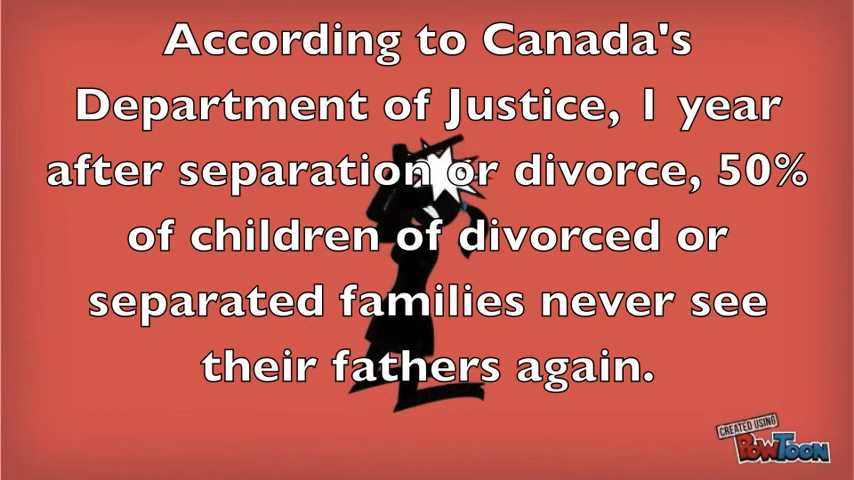 According to Canada's
Department of Justice, 1 year
after separation or divorce, 50%
of children of divorced or
separated families never see
their fathers again.
CREATED USING
POWTOON